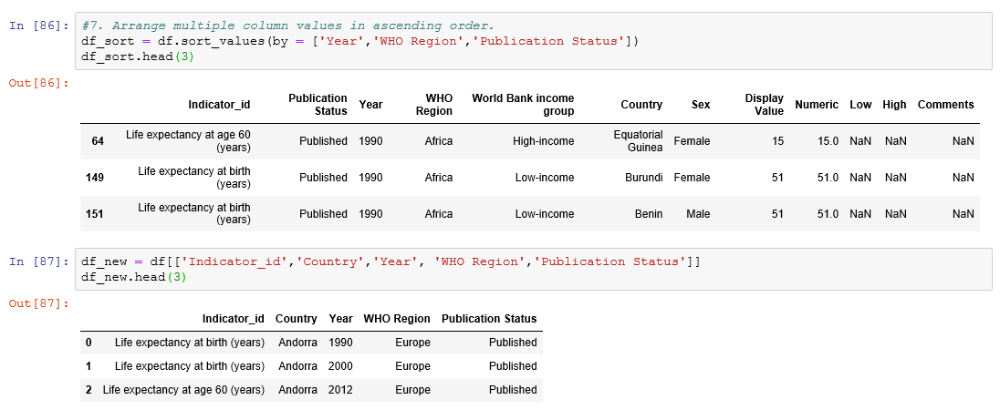 In [86]: #7. Arrange multiple column values in ascending order.
df_sort = df.sort_values(by = ['Year','WHO Region','Publication Status'])
df_sort.head(3)
Out[86]:
Indicator_id Publication Status Year WHO Region World Bank income group Country Sex Display Value Numeric Low High Comments
64 Life expectancy at age 60 (years) Published 1990 Africa High-income Equatorial Guinea Female 15 15.0 NaN NaN NaN
149 Life expectancy at birth (years) Published 1990 Africa Low-income Burundi Female 51 51.0 NaN NaN NaN
151 Life expectancy at birth (years) Published 1990 Africa Low-income Benin Male 51 51.0 NaN NaN NaN
In [87]: df_new = df[['Indicator_id','Country','Year', 'WHO Region','Publication Status']]
df_new.head(3)
Out[87]:
Indicator_id Country Year WHO Region Publication Status
0 Life expectancy at birth (years) Andorra 1990 Europe Published
1 Life expectancy at birth (years) Andorra 2000 Europe Published
2 Life expectancy at age 60 (years) Andorra 2012 Europe Published